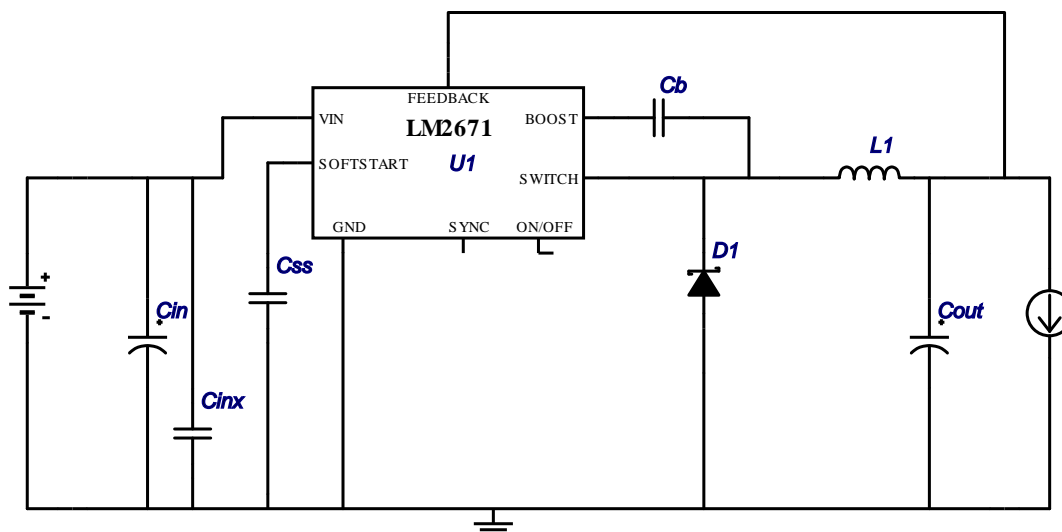 FEEDBACK
LM2671
VIN
BOOST
Cb
SOFTSTART
U1
SWITCH
L1
GND
SYNC
ON/OFF
D1
Css
+
-
Cin
+
Cout
+
Cinx